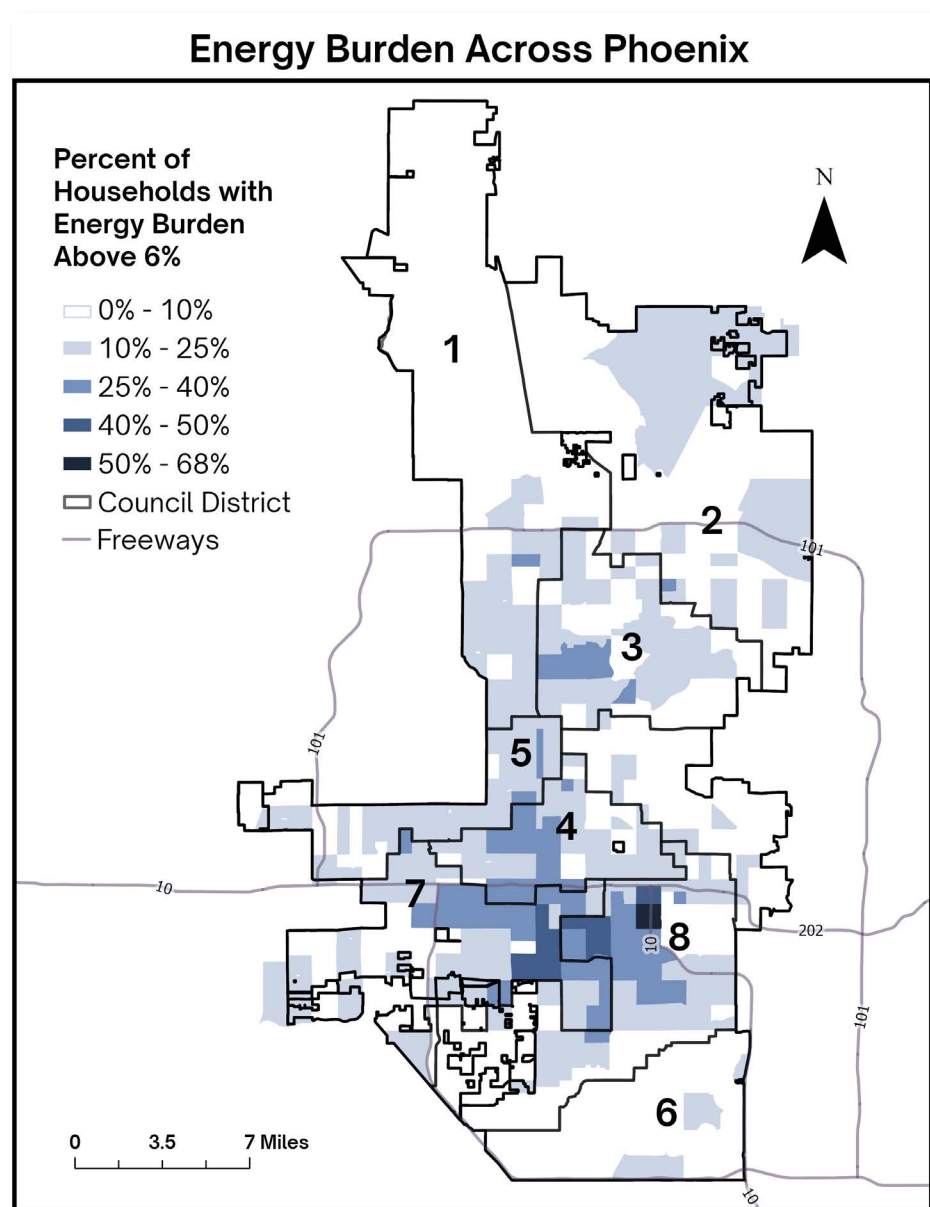 Energy Burden Across Phoenix
Percent of
Households with
Energy Burden
Above 6%
0% - 10%
10% - 25%
25% - 40%
40% - 50%
50% - 68%
Council District
Freeways
N
1
2
101
3
101
5
4
10
7
8
202
10
101
6
0 3.5 7 Miles
10